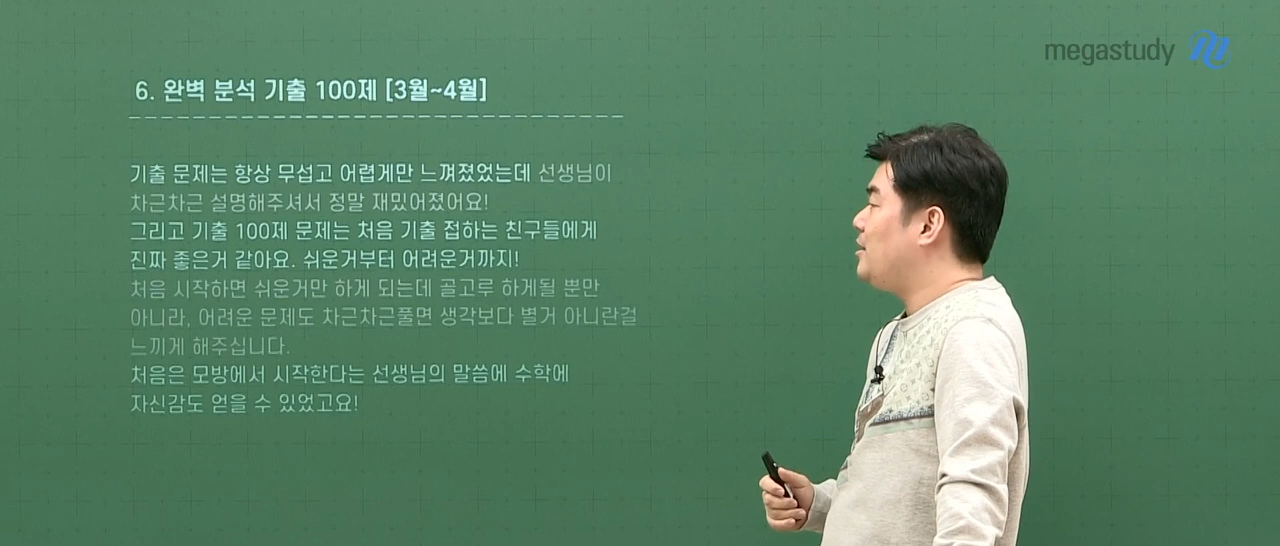 megastudy
6. 완벽 분석 기출 100제 [3월~4월]
기출 문제는 항상 무섭고 어렵게만 느껴졌었는데 선생님이
차근차근 설명해주셔서 정말 재밌어졌어요!
그리고 기출 100제 문제는 처음 기출 접하는 친구들에게
진짜 좋은거 같아요. 쉬운거부터 어려운거까지!
처음 시작하면 쉬운거만 하게 되는데 골고루 하게될 뿐만
아니라, 어려운 문제도 차근차근풀면 생각보다 별거 아니란걸
느끼게 해주십니다.
처음은 모방에서 시작한다는 선생님의 말씀에 수학에
자신감도 얻을 수 있었고요!